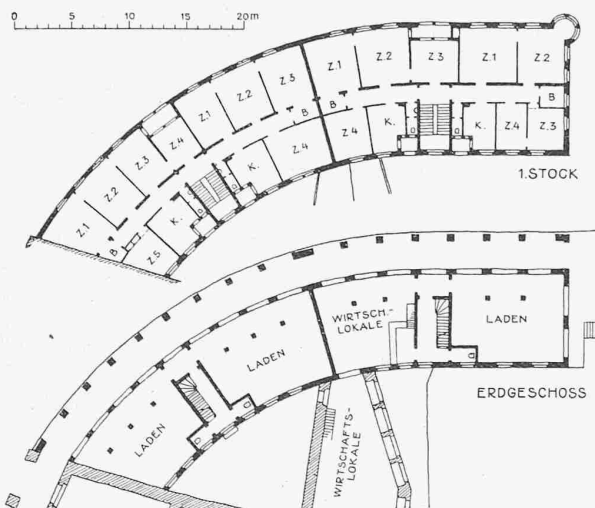 0 5 10 15 20 m
Z.1 Z.2 Z.3 Z.1 Z.2
Z.1 Z.2 Z.3 B
B B Z.4 K. K. Z.4 Z.3
Z.4 K. Z.4
Z.3
Z.2
Z.1 K.
B Z.5
1. STOCK
WIRTSCH.-
LOKALE
LADEN
LADEN
LADEN
ERDGESCHOSS
WIRTSCHAFTS-
LOKALE